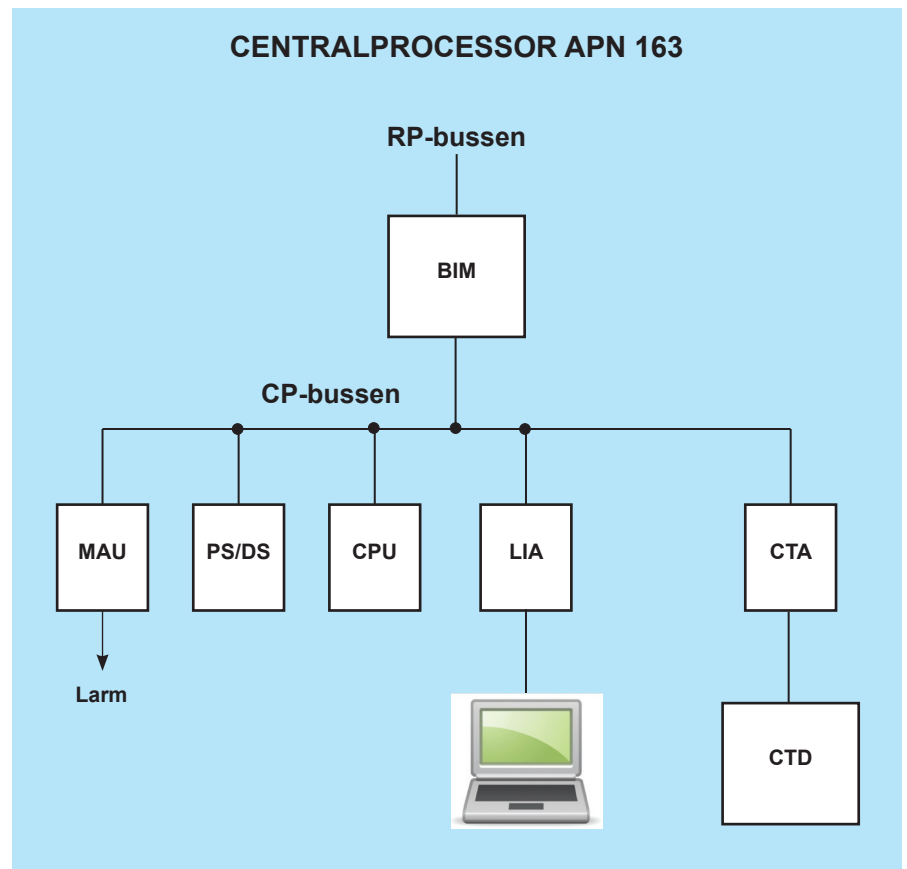 CENTRALPROCESSOR APN 163
RP-bussen
BIM
CP-bussen
MAU
PS/DS
CPU
LIA
CTA
Larm
CTD